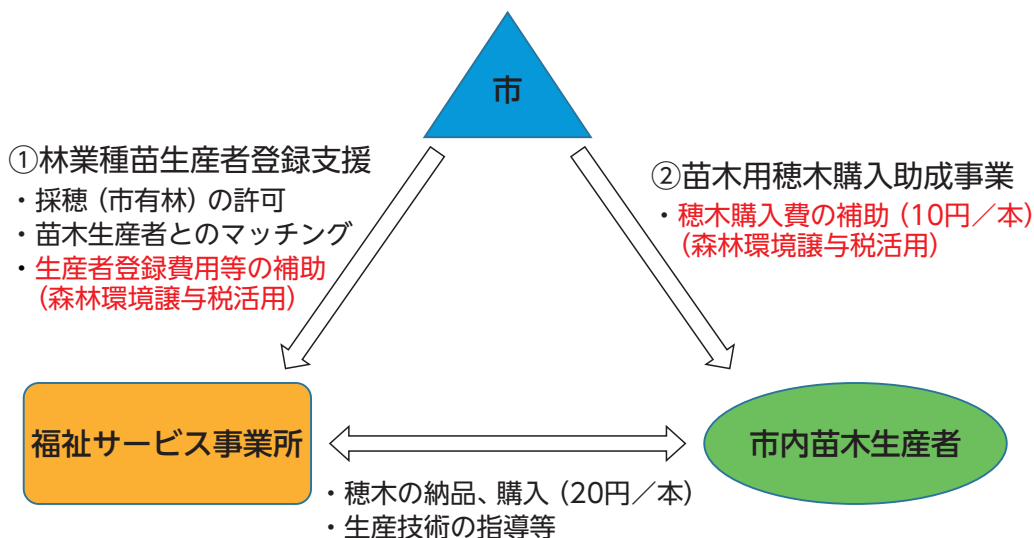 市
①林業種苗生産者登録支援
・採穂（市有林）の許可
・苗木生産者とのマッチング
・生産者登録費用等の補助
（森林環境譲与税活用）
②苗木用穂木購入助成事業
・穂木購入費の補助（10円／本）
（森林環境譲与税活用）
福祉サービス事業所
市内苗木生産者
・穂木の納品、購入（20円／本）
・生産技術の指導等